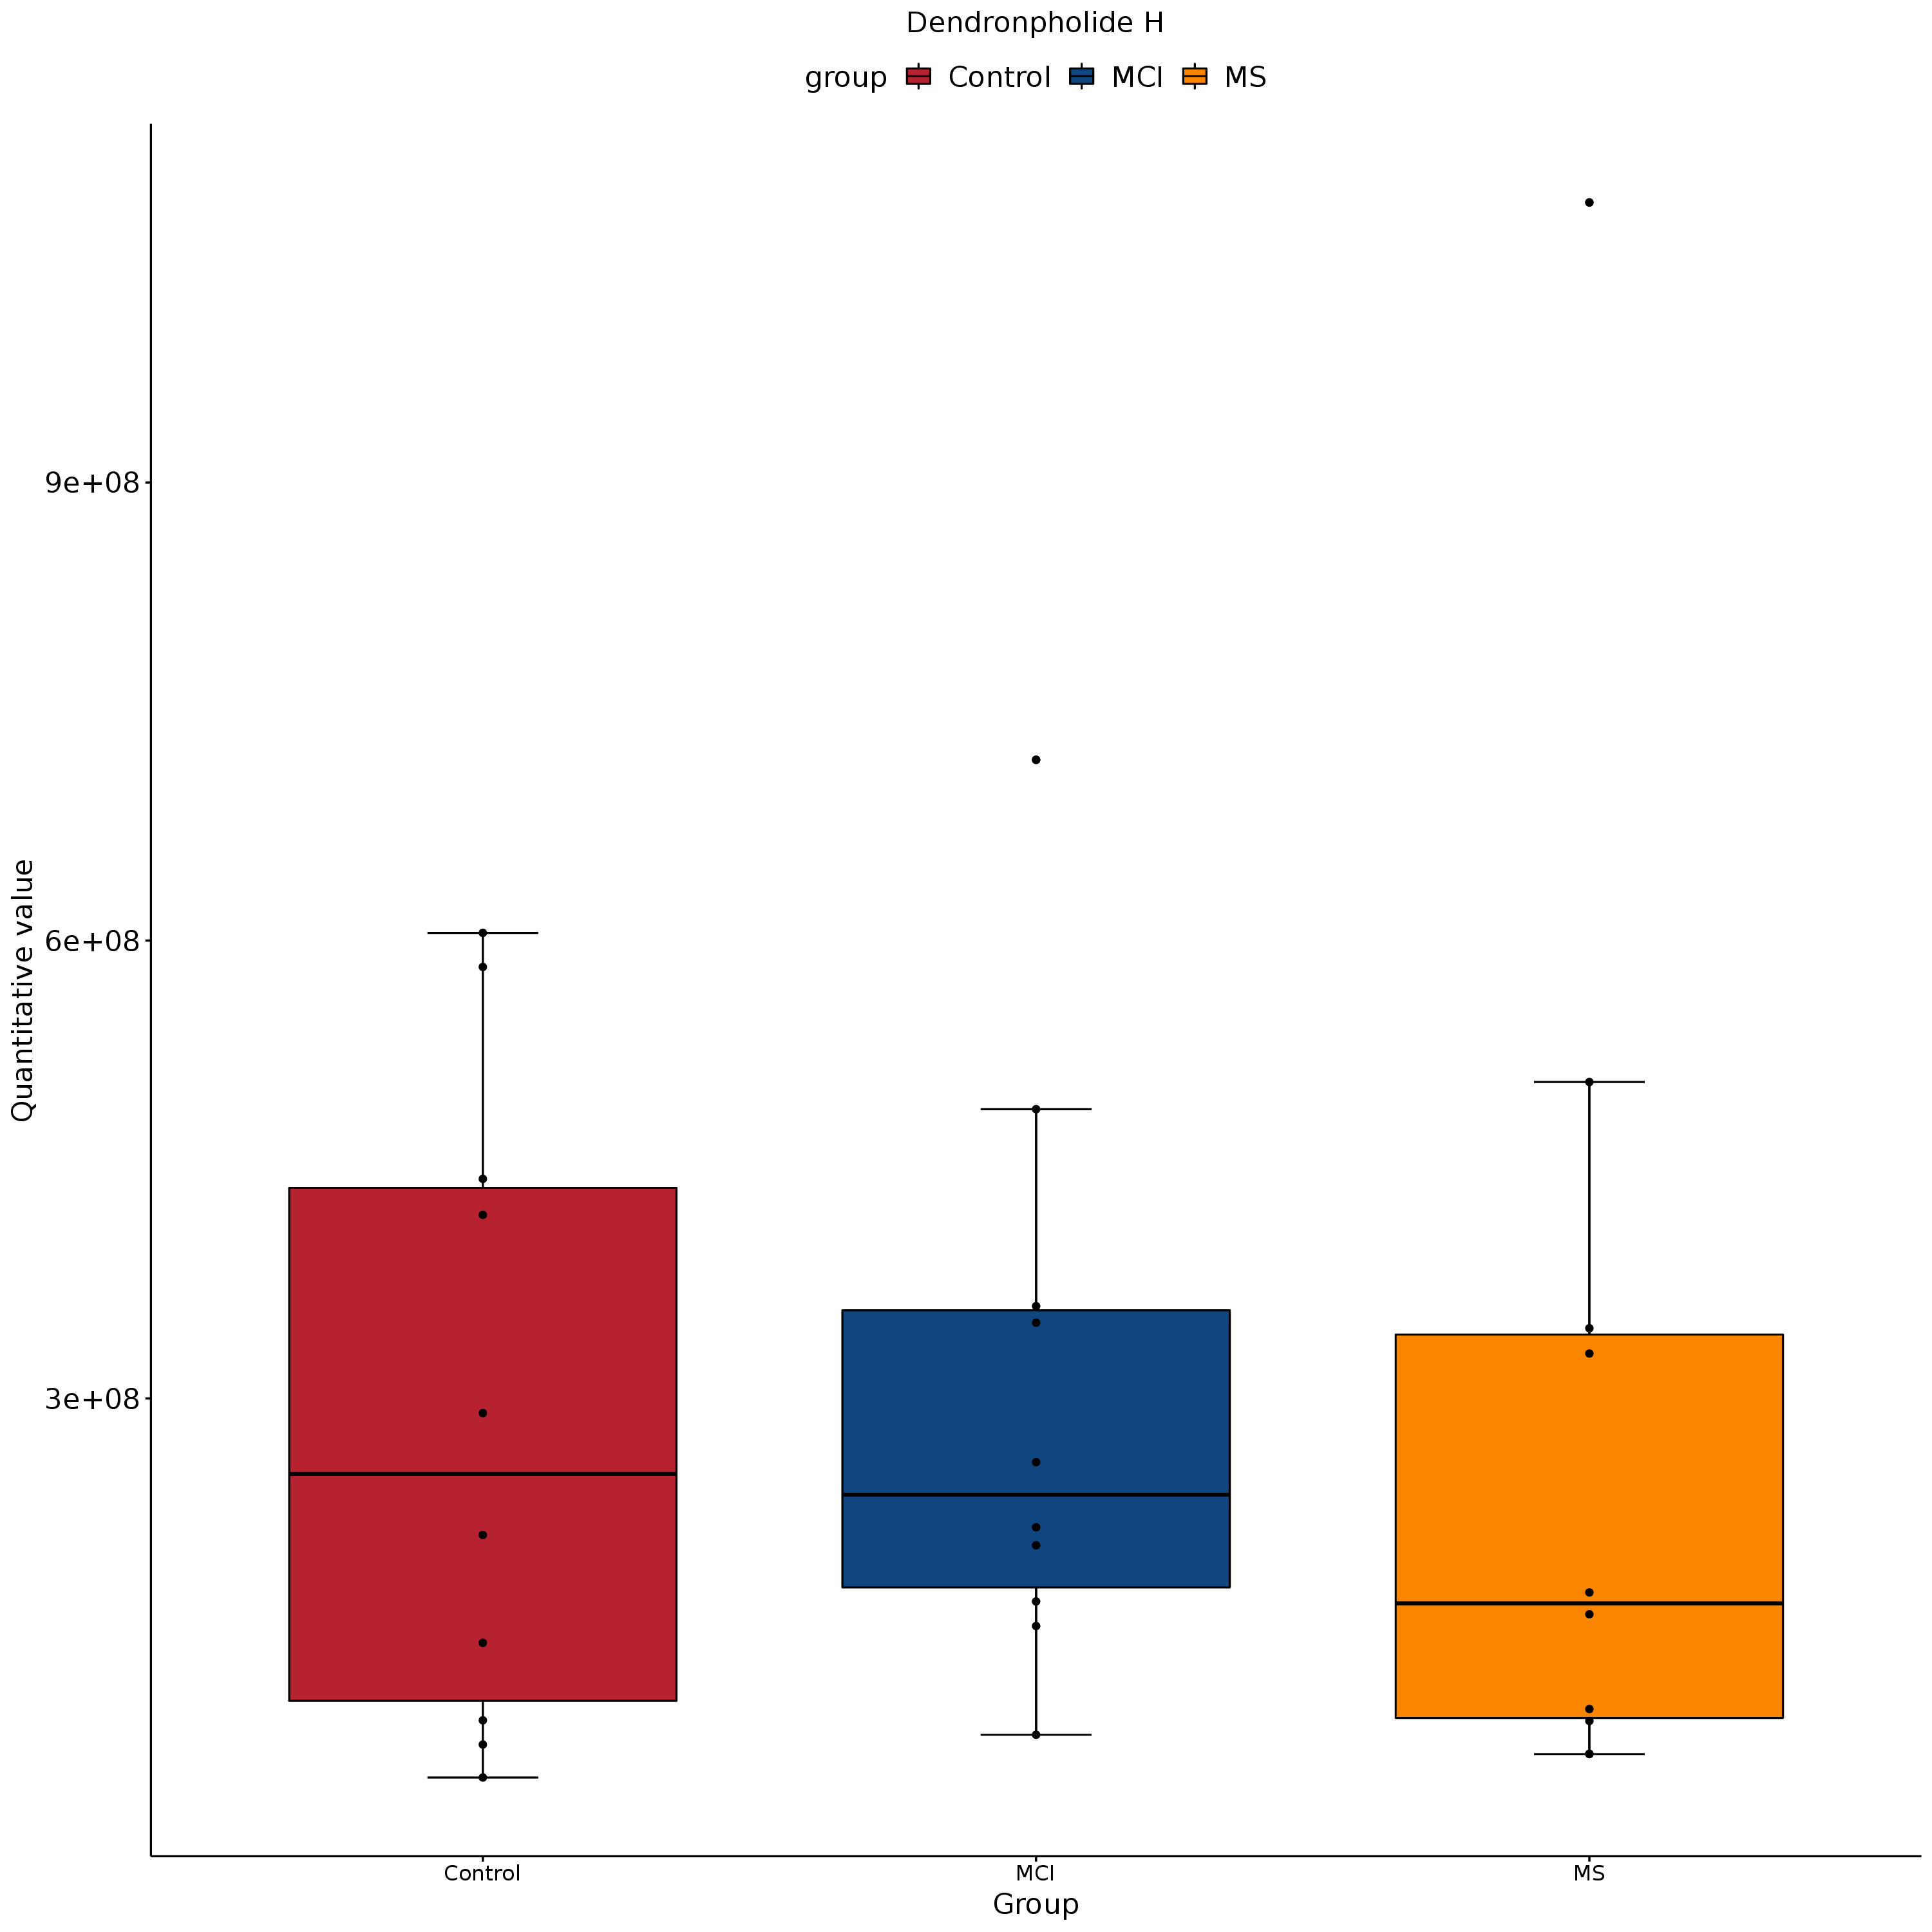 Dendronpholide H
group Control MCI MS
Quantitative value
9e+08
6e+08
3e+08
Control MCI MS
Group